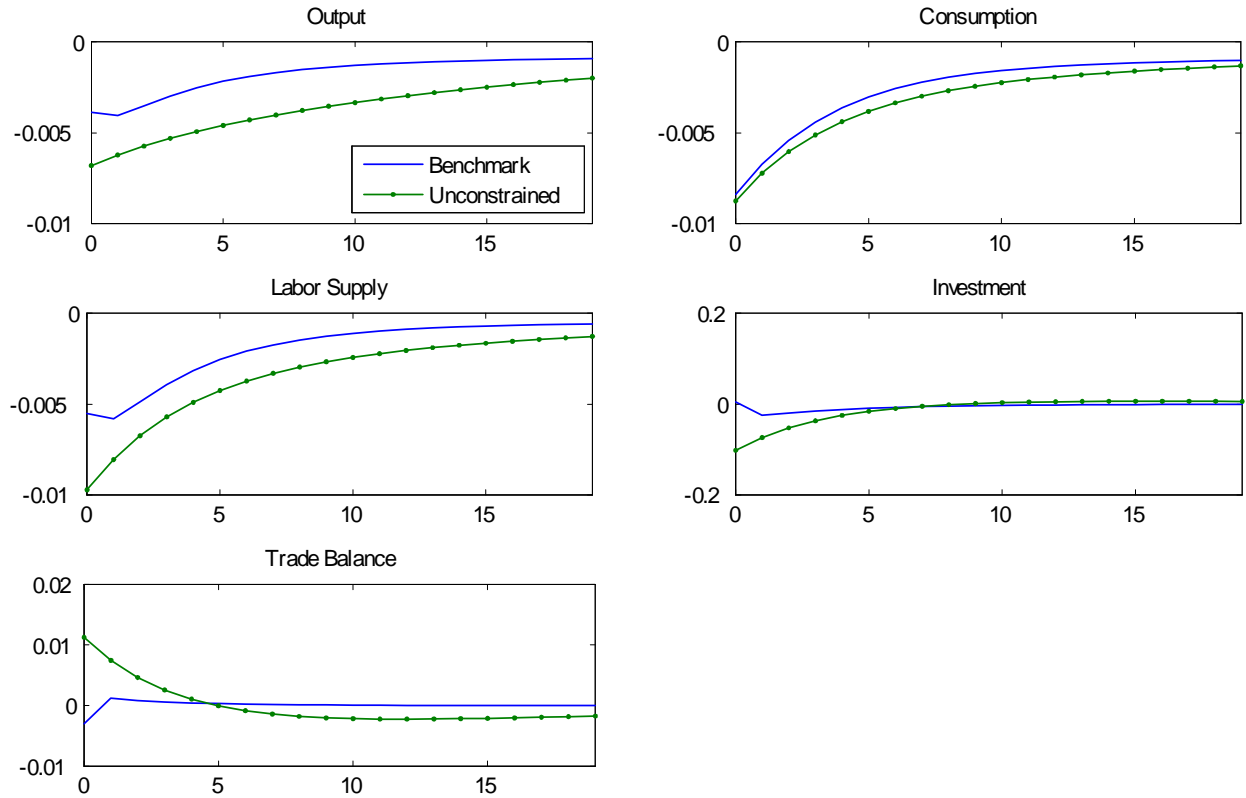 Output
0
-0.005
-0.01
0 5 10 15
Benchmark
Unconstrained
Consumption
0
-0.005
-0.01
0 5 10 15
Labor Supply
0
-0.005
-0.01
0 5 10 15
Investment
0.2
0
-0.2
0 5 10 15
Trade Balance
0.02
0.01
0
-0.01
0 5 10 15